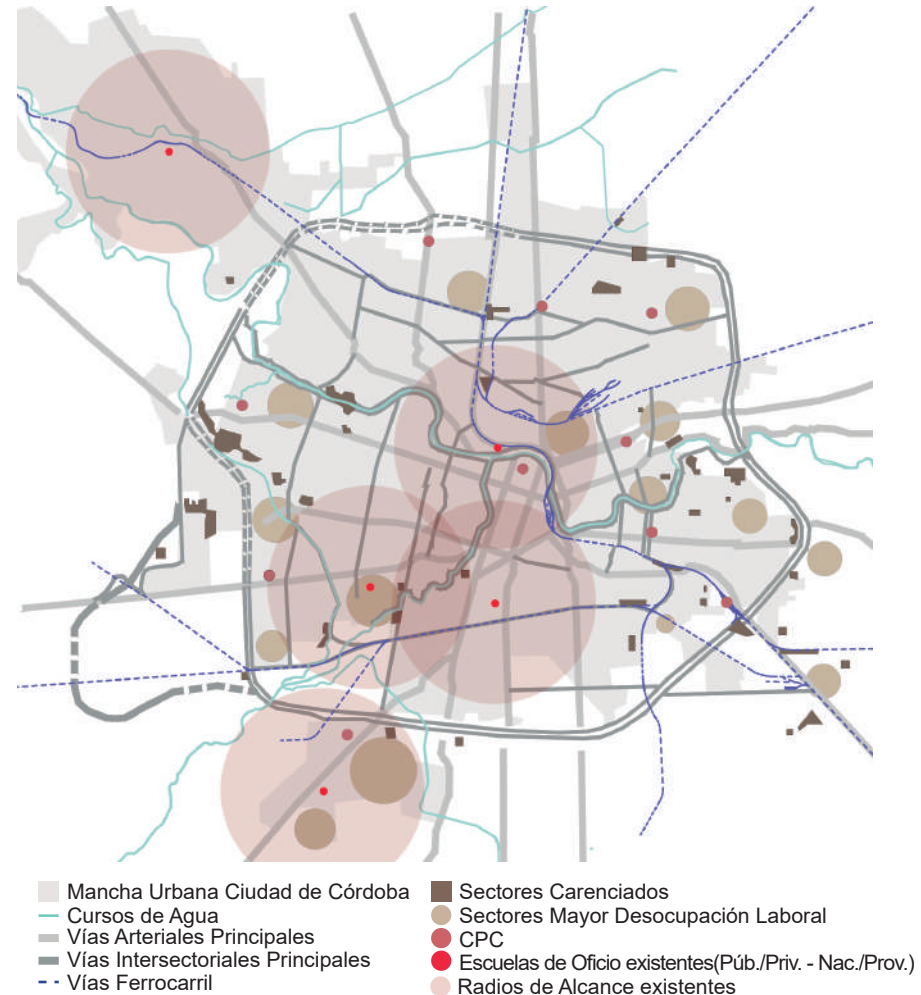 Mancha Urbana Ciudad de Córdoba
Cursos de Agua
Vías Arteriales Principales
Vías Intersectoriales Principales
Vías Ferrocarril
Sectores Carenciados
Sectores Mayor Desocupación Laboral
CPC
Escuelas de Oficio existentes(Púb./Priv. - Nac./Prov.)
Radios de Alcance existentes